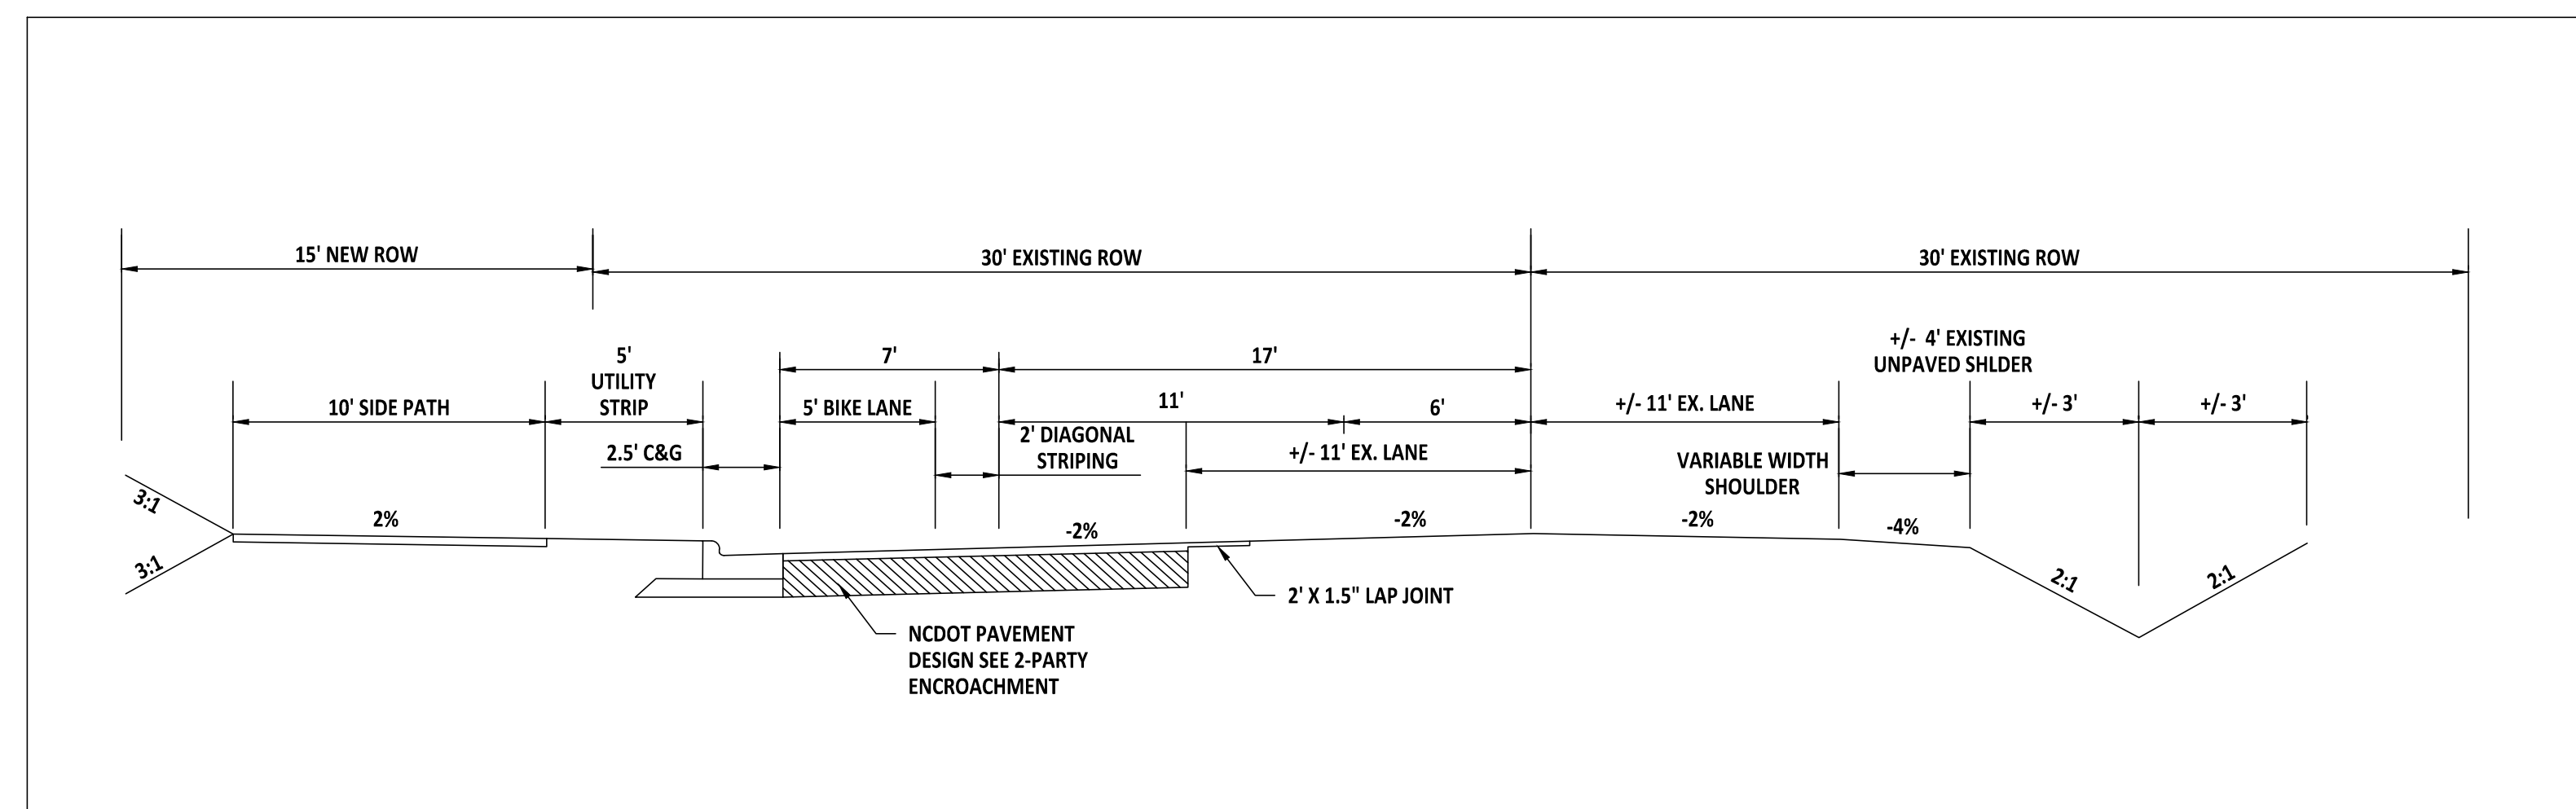 15' NEW ROW
30' EXISTING ROW
30' EXISTING ROW
+/- 4' EXISTING
UNPAVED SHLDER
5'
UTILITY
STRIP
7'
17'
10' SIDE PATH
5' BIKE LANE
11'
6'
+/- 11' EX. LANE
+/- 3'
+/- 3'
2.5' C&G
2' DIAGONAL
STRIPING
+/- 11' EX. LANE
VARIABLE WIDTH
SHOULDER
3:1
2%
-2%
-2%
-2%
-4%
3:1
2:1
2:1
2' X 1.5" LAP JOINT
NCDOT PAVEMENT
DESIGN SEE 2-PARTY
ENCROACHMENT